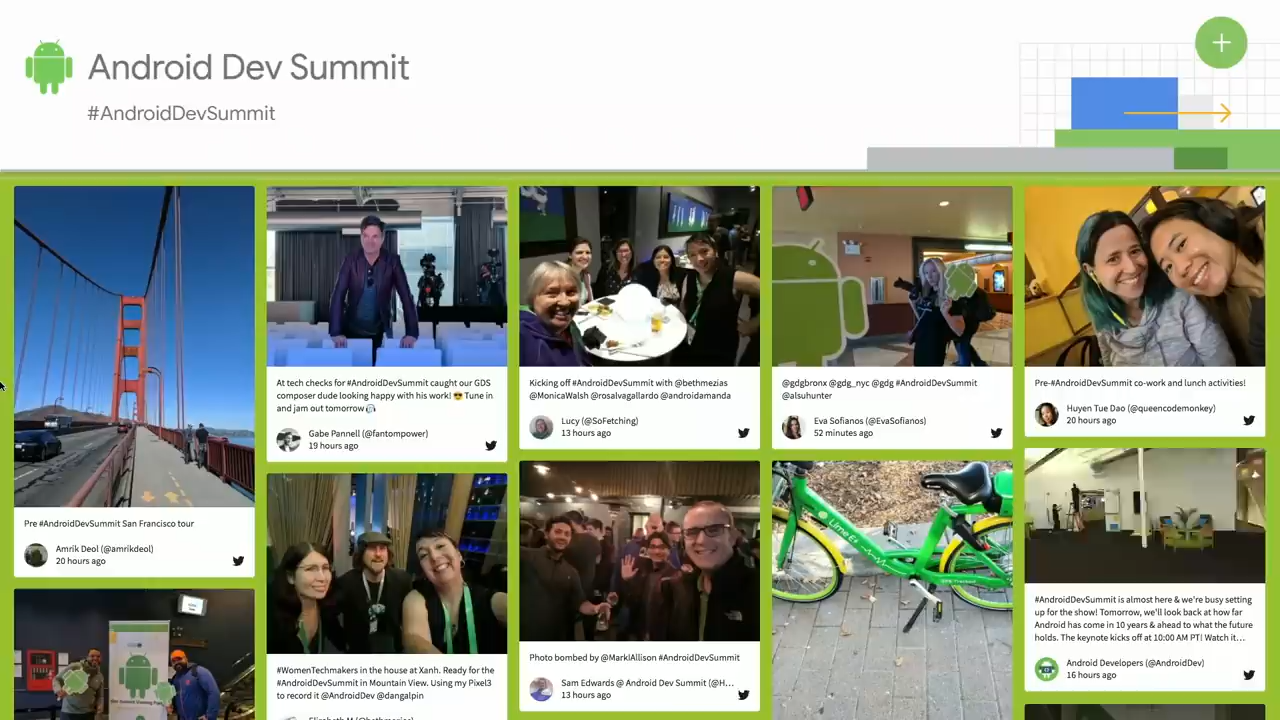 Android Dev Summit
#AndroidDevSummit
Pre #AndroidDevSummit San Francisco tour
Amrik Deol (@amrikdeol)
20 hours ago
At tech checks for #AndroidDevSummit caught our GDS
composer dude looking happy with his work! 😎 Tune in
and jam out tomorrow 🎧
Gabe Pannell (@fantompower)
19 hours ago
#WomenTechmakers in the house at Xanh. Ready for the
#AndroidDevSummit in Mountain View. Using my Pixel3
to record it @AndroidDev @dangalpin
Kicking off #AndroidDevSummit with @bethmezias
@MonicaWalsh @rosalvagallardo @androidamanda
Lucy (@SoFetching)
13 hours ago
Photo bombed by @MarklAllison #AndroidDevSummit
Sam Edwards @ Android Dev Summit (@H...
13 hours ago
@gdgbronx @gdg_nyc @gdg #AndroidDevSummit
@alsuhunter
Eva Sofianos (@EvaSofianos)
52 minutes ago
Lime-E
Pre-#AndroidDevSummit co-work and lunch activities!
Huyen Tue Dao (@queencodemonkey)
20 hours ago
#AndroidDevSummit is almost here & we're busy setting
up for the show! Tomorrow, we'll look back at how far
Android has come in 10 years & ahead to what the future
holds. The keynote kicks off at 10:00 AM PT! Watch it...
Android Developers (@AndroidDev)
16 hours ago